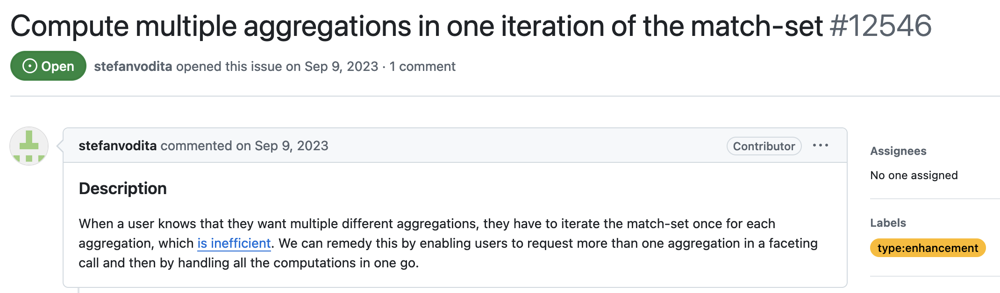 Compute multiple aggregations in one iteration of the match-set #12546
Open
stefanvodita opened this issue on Sep 9, 2023 · 1 comment
stefanvodita commented on Sep 9, 2023
Contributor
Description
When a user knows that they want multiple different aggregations, they have to iterate the match-set once for each
aggregation, which is inefficient. We can remedy this by enabling users to request more than one aggregation in a faceting
call and then by handling all the computations in one go.
Assignees
No one assigned
Labels
type:enhancement